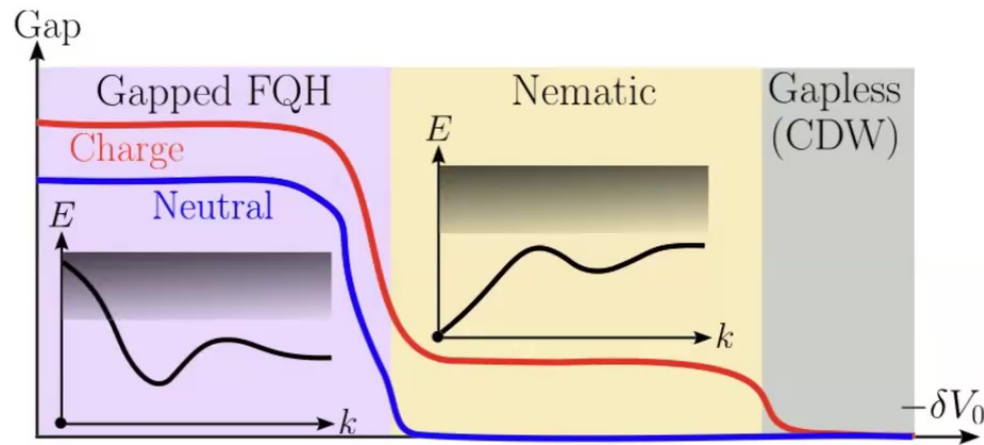 Gap
Gapped FQH
Nematic
Gapless
(CDW)
Charge
Neutral
E
k
E
k
–δV₀